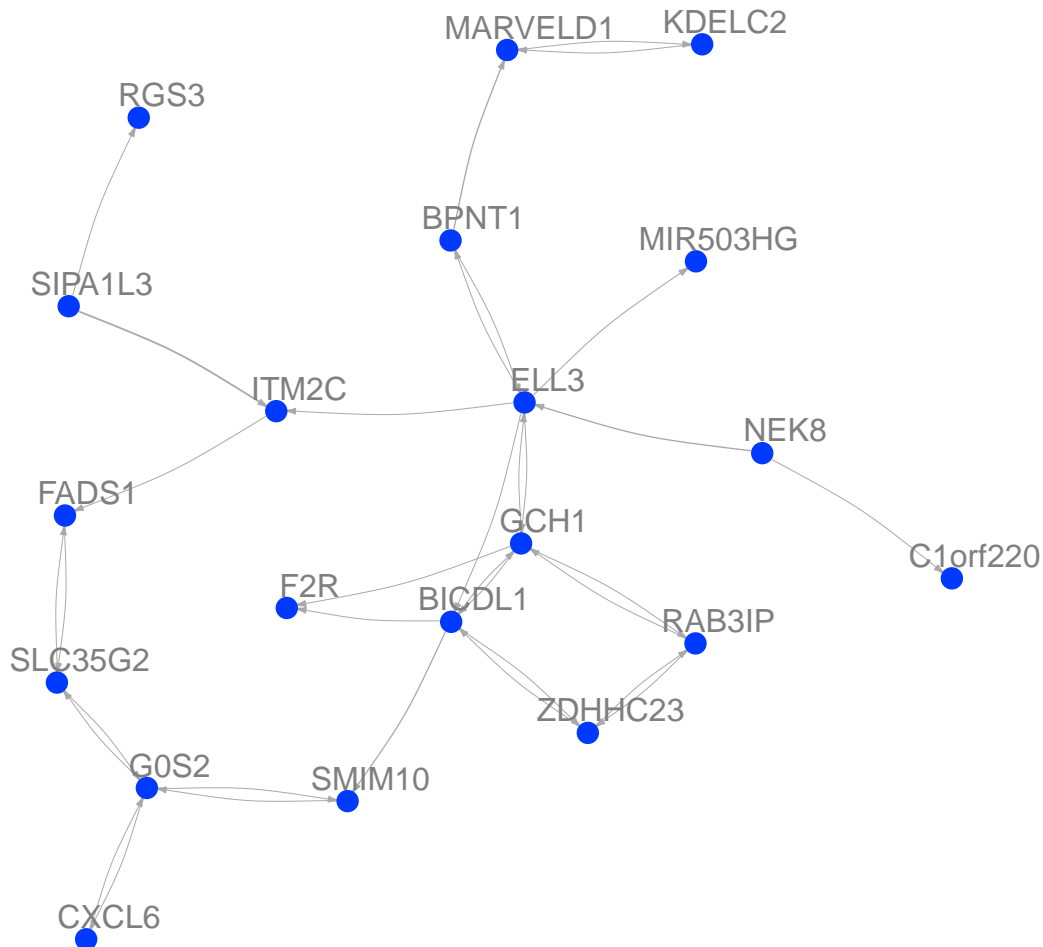 MARVELD1
KDELC2
RGS3
BPNT1
MIR503HG
SIPA1L3
ITM2C
ELL3
NEK8
FADS1
GCH1
C1orf220
F2R
BICDL1
RAB3IP
SLC35G2
ZDHHC23
G0S2
SMIM10
CXCL6